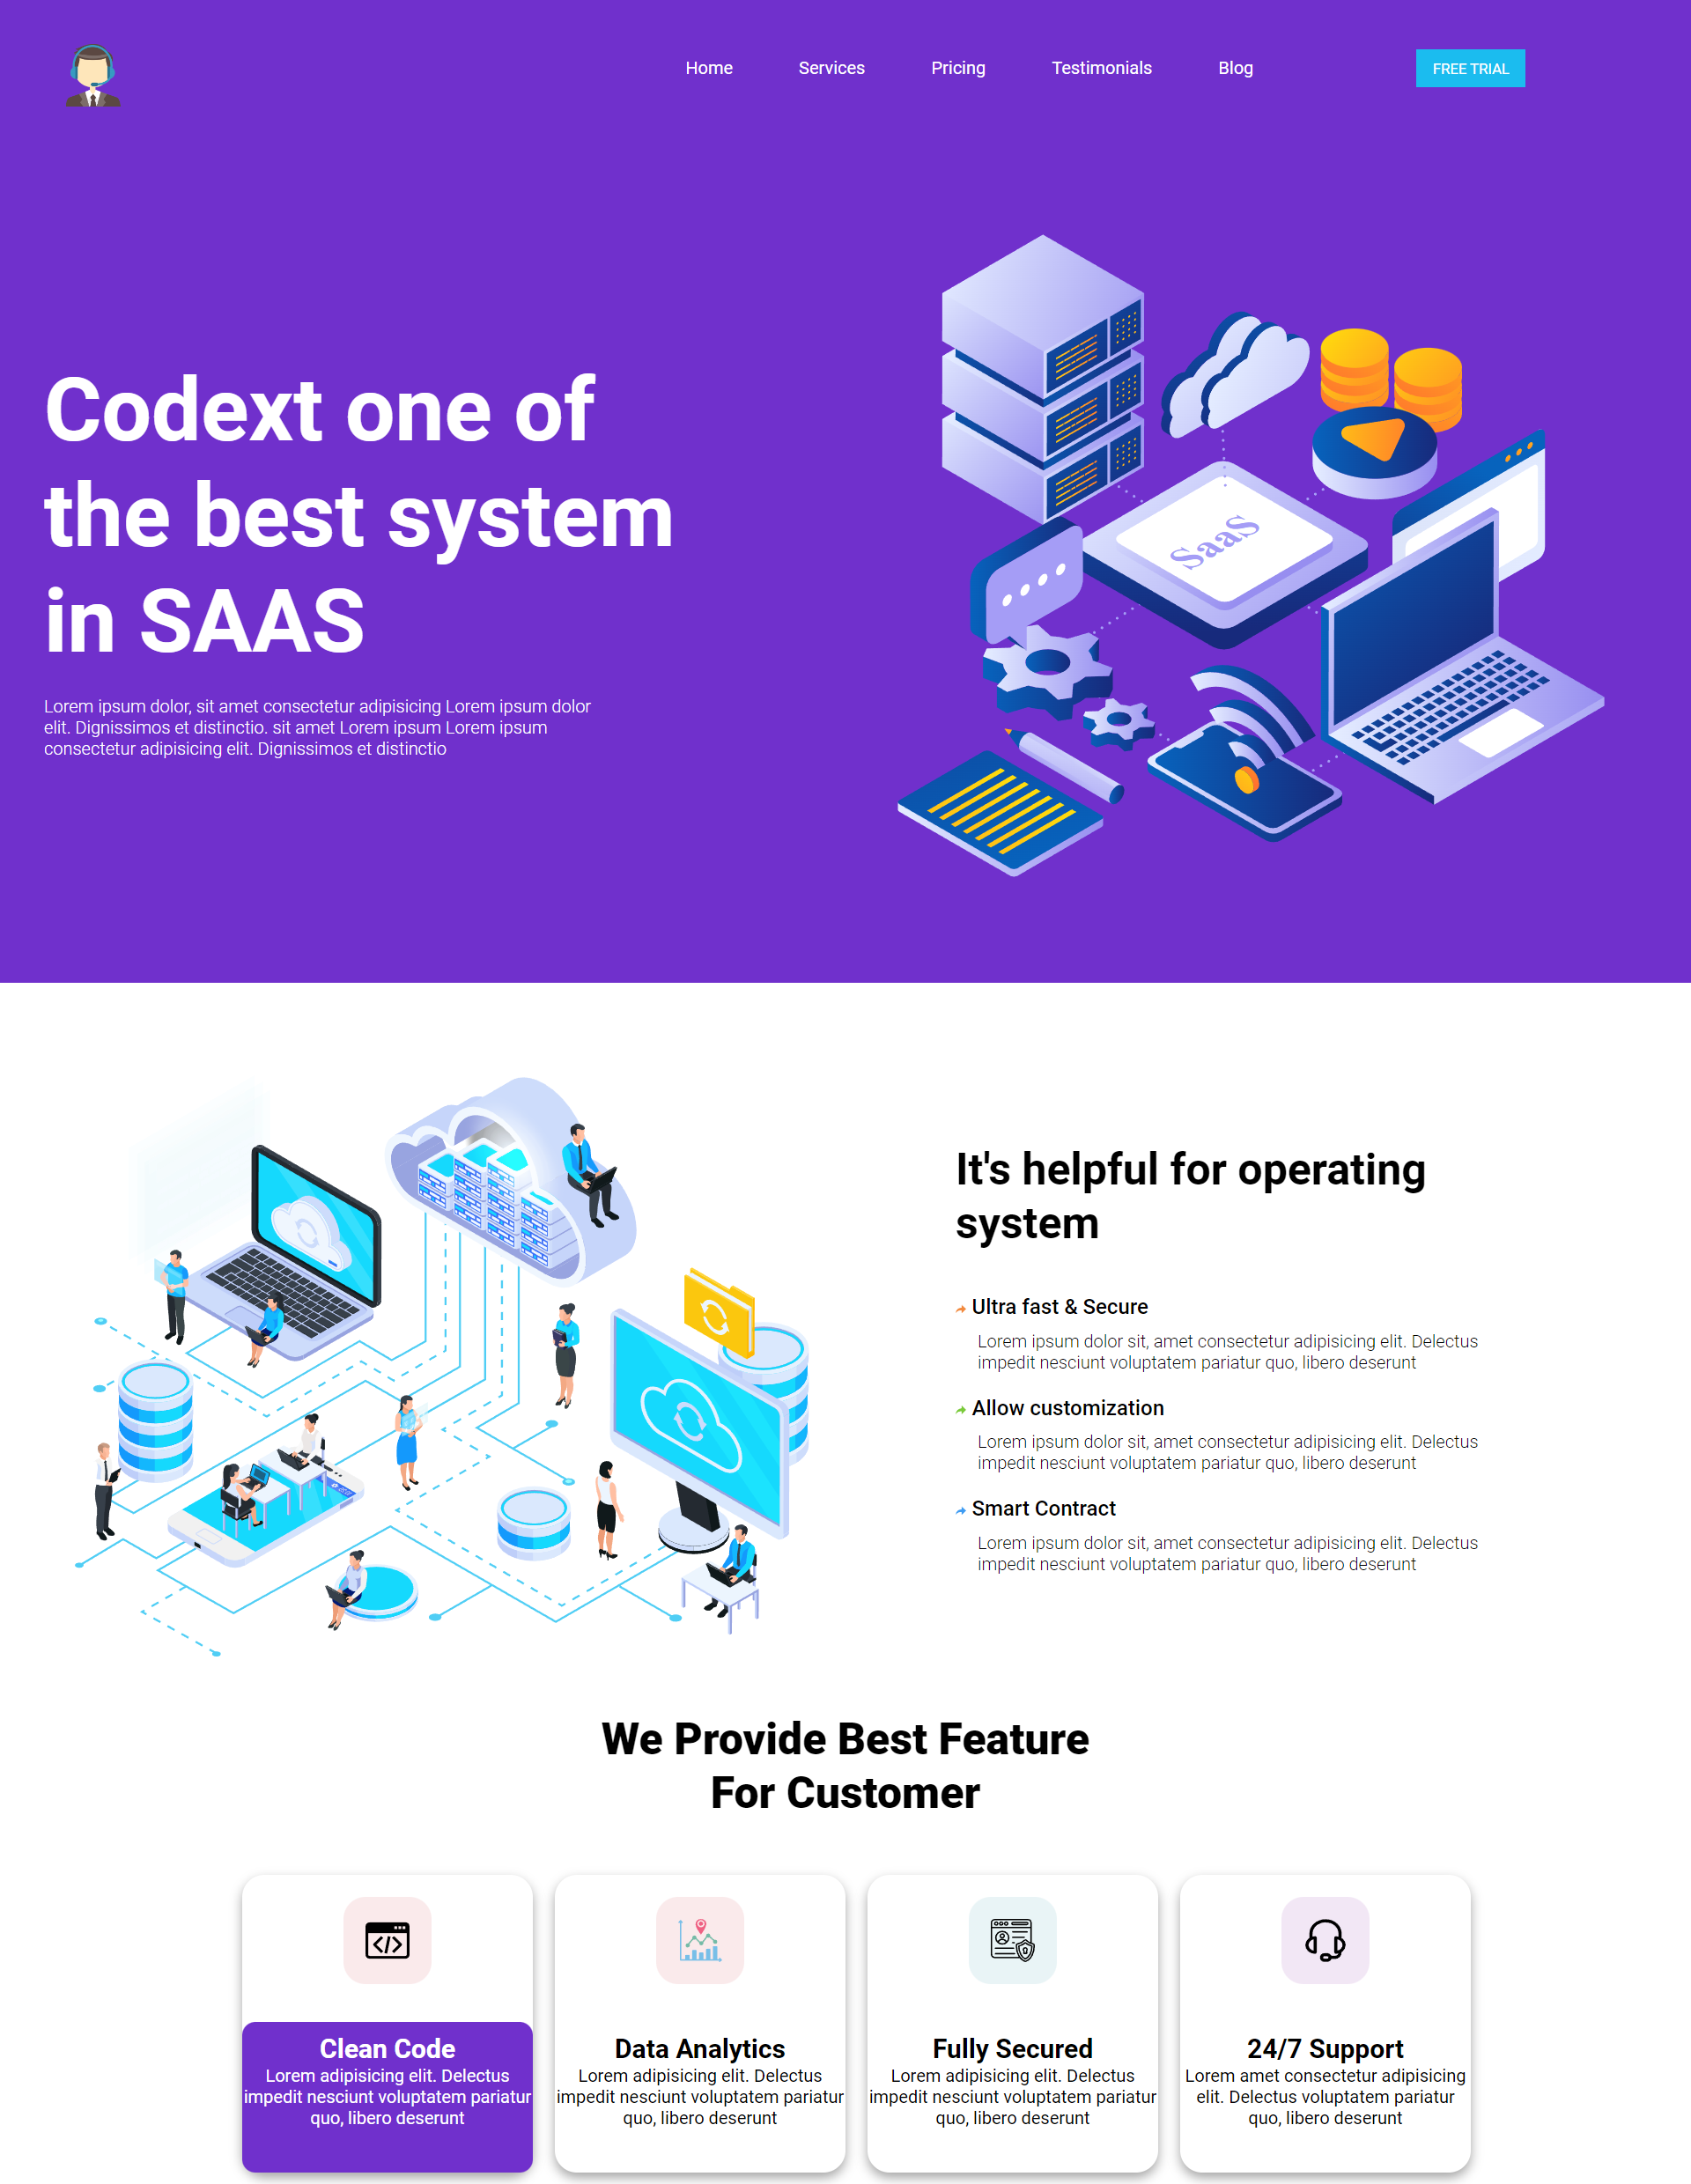 Home Services Pricing Testimonials Blog FREE TRIAL
Codext one of
the best system
in SAAS
Lorem ipsum dolor, sit amet consectetur adipisicing Lorem ipsum dolor
elit. Dignissimos et distinctio. sit amet Lorem ipsum Lorem ipsum
consectetur adipisicing elit. Dignissimos et distinctio
SaaS
It's helpful for operating
system
Ultra fast & Secure
Lorem ipsum dolor sit, amet consectetur adipisicing elit. Delectus
impedit nesciunt voluptatem pariatur quo, libero deserunt
Allow customization
Lorem ipsum dolor sit, amet consectetur adipisicing elit. Delectus
impedit nesciunt voluptatem pariatur quo, libero deserunt
Smart Contract
Lorem ipsum dolor sit, amet consectetur adipisicing elit. Delectus
impedit nesciunt voluptatem pariatur quo, libero deserunt
We Provide Best Feature
For Customer
Clean Code
Lorem adipisicing elit. Delectus
impedit nesciunt voluptatem pariatur
quo, libero deserunt
Data Analytics
Lorem adipisicing elit. Delectus
impedit nesciunt voluptatem pariatur
quo, libero deserunt
Fully Secured
Lorem adipisicing elit. Delectus
impedit nesciunt voluptatem pariatur
quo, libero deserunt
24/7 Support
Lorem amet consectetur adipisicing
elit. Delectus voluptatem pariatur
quo, libero deserunt